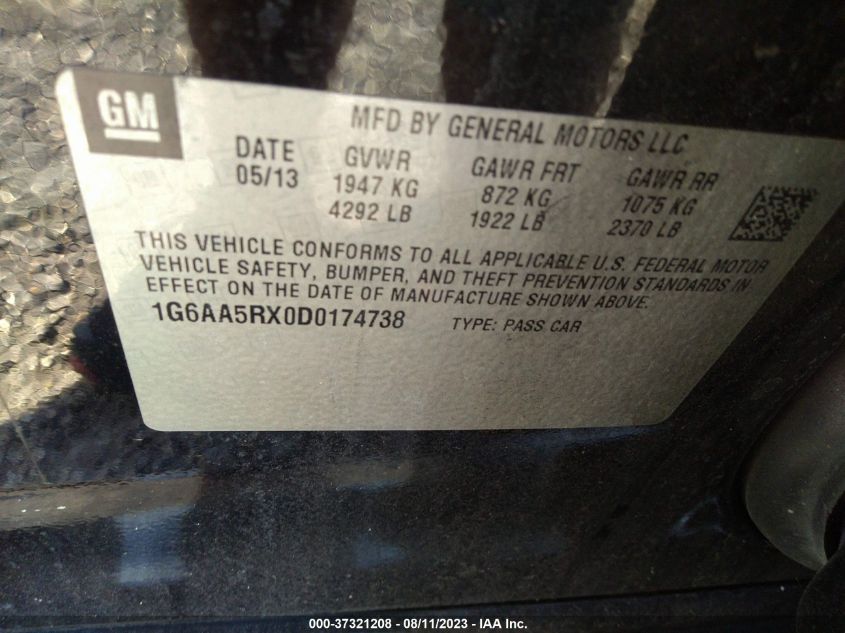 GM
MFD BY GENERAL MOTORS LLC
DATE GVWR GAWR FRT GAWR RR
05/13 1947 KG 872 KG 1075 KG
4292 LB 1922 LB 2370 LB
THIS VEHICLE CONFORMS TO ALL APPLICABLE U.S. FEDERAL MOTOR
VEHICLE SAFETY, BUMPER, AND THEFT PREVENTION STANDARDS IN
EFFECT ON THE DATE OF MANUFACTURE SHOWN ABOVE.
1G6AA5RX0D0174738 TYPE: PASS CAR
000-37321208 - 08/11/2023 - IAA Inc.